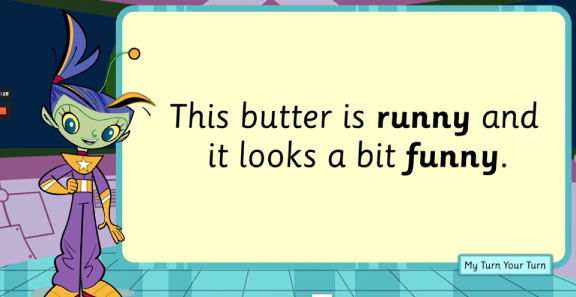 This butter is runny and
it looks a bit funny.
My Turn Your Turn